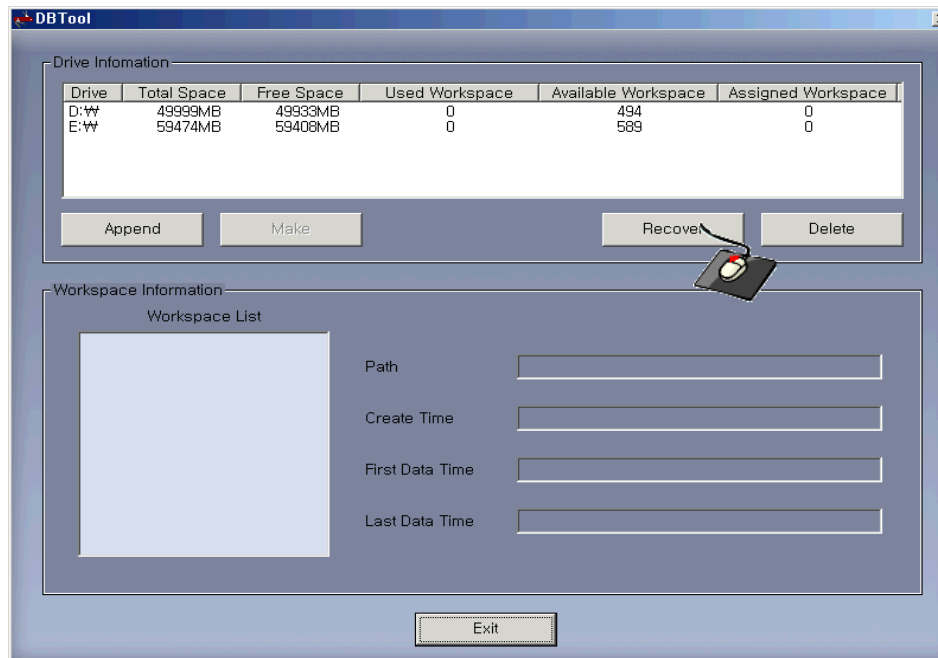 DBTool
Drive Infomation
Drive Total Space Free Space Used Workspace Available Workspace Assigned Workspace
D:₩ 49999MB 49933MB 0 494 0
E:₩ 59474MB 59408MB 0 589 0
Append Make Recover Delete
Workspace Information
Workspace List
Path
Create Time
First Data Time
Last Data Time
Exit